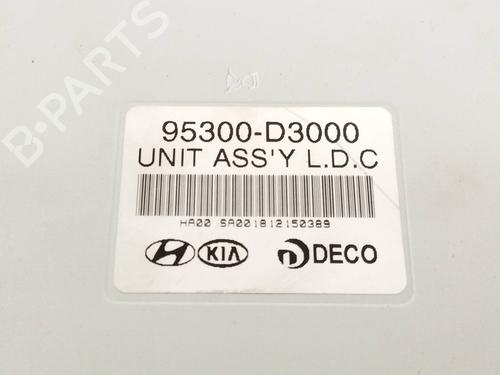 B-PARTS
95300-D3000
UNIT ASS'Y L.D.C
HA00 SA001812150389
KIA
DECO